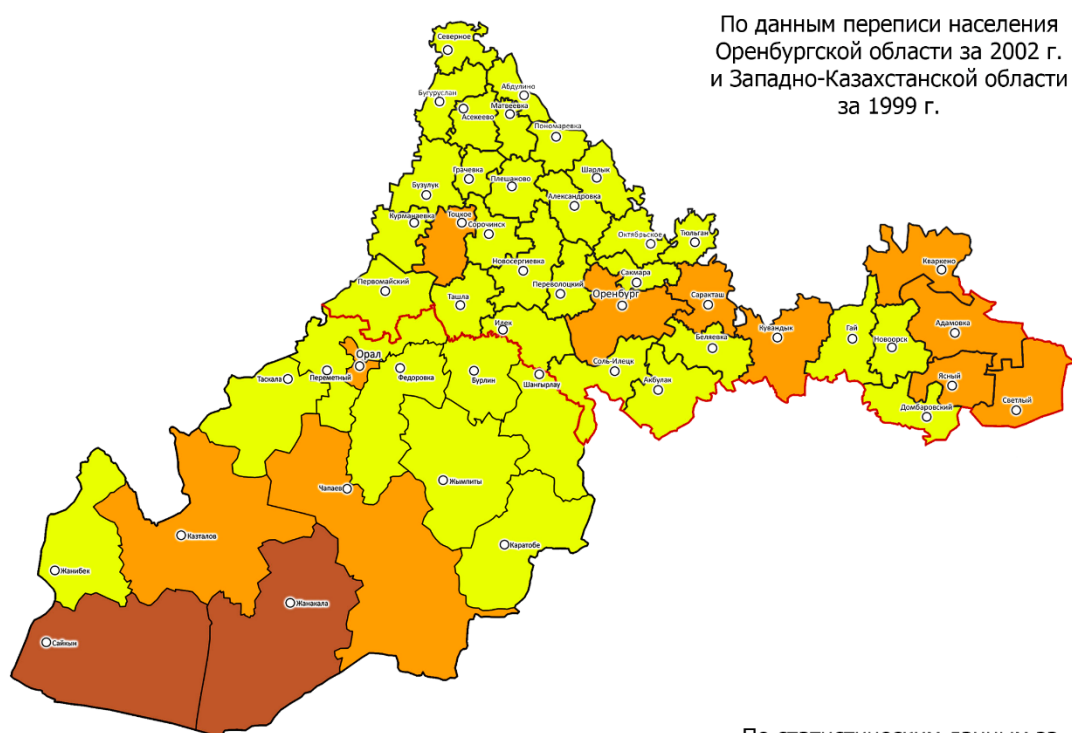 По данным переписи населения
Оренбургской области за 2002 г.
и Западно-Казахстанской области
за 1999 г.
Северное
Абдулино
Бугуруслан
Матвеевка
Асекеево
Пономаревка
Грачевка
Шарлык
Плешаново
Бузулук
Александровка
Курманаевка
Тоцкое
Сорочинск
Октябрьское
Тюльган
Новосергиевка
Сакмара
Кваркено
Первомайский
Переволоцкий
Оренбург
Ташла
Саракташ
Илек
Кувандык
Адамовка
Гай
Новоорск
Беляевка
Орал
Соль-Илецк
Переметный
Федоровка
Таскала
Бурлин
Шангырлау
Акбулак
Ясный
Светлый
Домбаровский
Жымпиты
Чапаев
Казталов
Каратобе
Жанибек
Жанакала
Сайхын